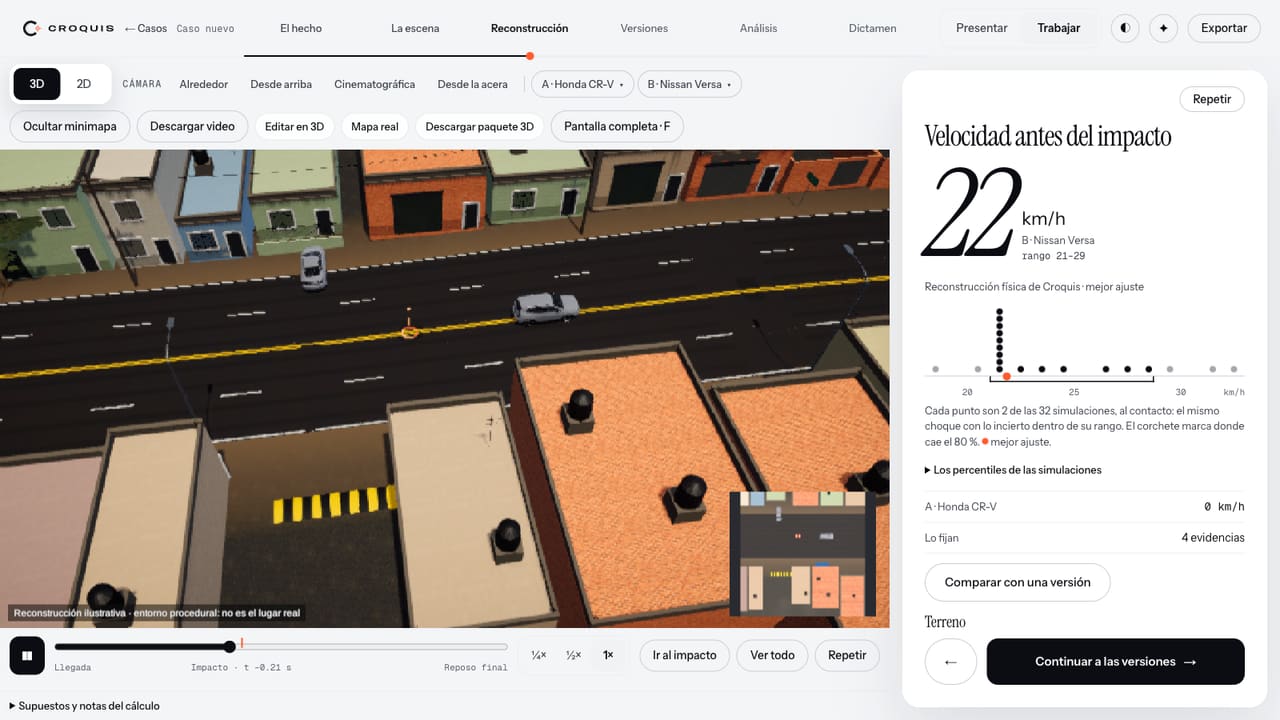 CROQUIS
← Casos
Caso nuevo
El hecho
La escena
Reconstrucción
Versiones
Análisis
Dictamen
Presentar
Trabajar
Exportar
3D
2D
CÁMARA
Alrededor
Desde arriba
Cinematográfica
Desde la acera
A·Honda CR-V
B·Nissan Versa
Ocultar minimapa
Descargar video
Editar en 3D
Mapa real
Descargar paquete 3D
Pantalla completa·F
Reconstrucción ilustrativa - entorno procedural: no es el lugar real
Llegada
Impacto · t −0.21 s
Reposo final
¼×
½×
1×
Ir al impacto
Ver todo
Repetir
Supuestos y notas del cálculo
Repetir
Velocidad antes del impacto
22 km/h
B·Nissan Versa
rango 21–29
Reconstrucción física de Croquis·mejor ajuste
20
25
30
km/h
Cada punto son 2 de las 32 simulaciones, al contacto: el mismo
choque con lo incierto dentro de su rango. El corchete marca donde
cae el 80 %. mejor ajuste.
Los percentiles de las simulaciones
A·Honda CR-V
0 km/h
Lo fijan
4 evidencias
Comparar con una versión
Terreno
←
Continuar a las versiones →